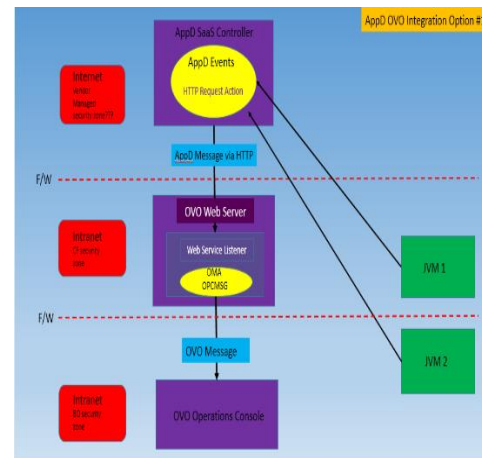 AppD OVO Integration Option #
AppD SaaS Controller
AppD Events
HTTP Request Action
Internet
Managed
AppD Message via HTTP
F/W
OVO Web Server
Intranet
security
zone
Web Service Listener
OMA
OPCMSG
JVM 1
F/W
OVO Message
JVM 2
Intranet
security
zone
OVO Operations Console